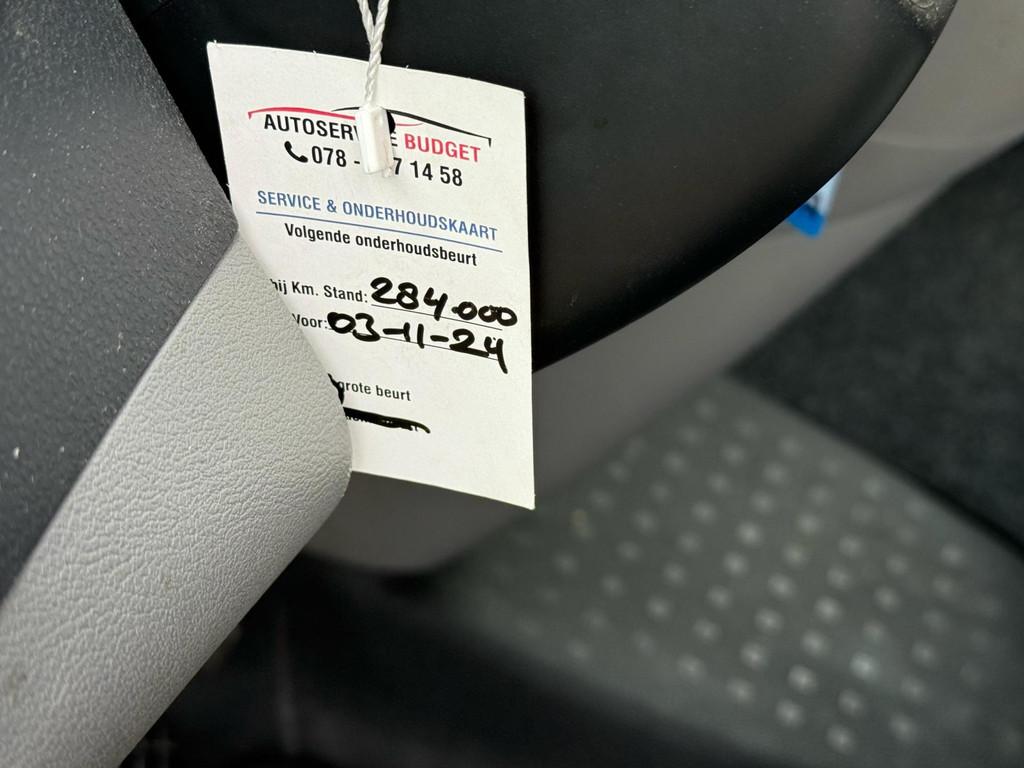 BUDGET
078 - 7 14 58
SERVICE & ONDERHOUDSKAART
Volgende onderhoudsbeurt
bij Km. Stand: 284.000
Voor: 03-11-24
grote beurt